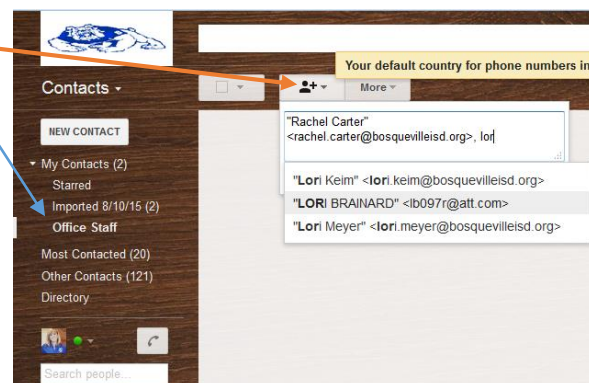 Your default country for phone numbers in
Contacts
More
NEW CONTACT
"Rachel Carter"
<rachel.carter@bosquevilleisd.org>, lor
My Contacts (2)
Starred
Imported 8/10/15 (2)
Office Staff
Most Contacted (20)
Other Contacts (121)
Directory
Search people...
"Lori Keim" <lori.keim@bosquevilleisd.org>
"LORI BRAINARD" <lb097r@att.com>
"Lori Meyer" <lori.meyer@bosquevilleisd.org>